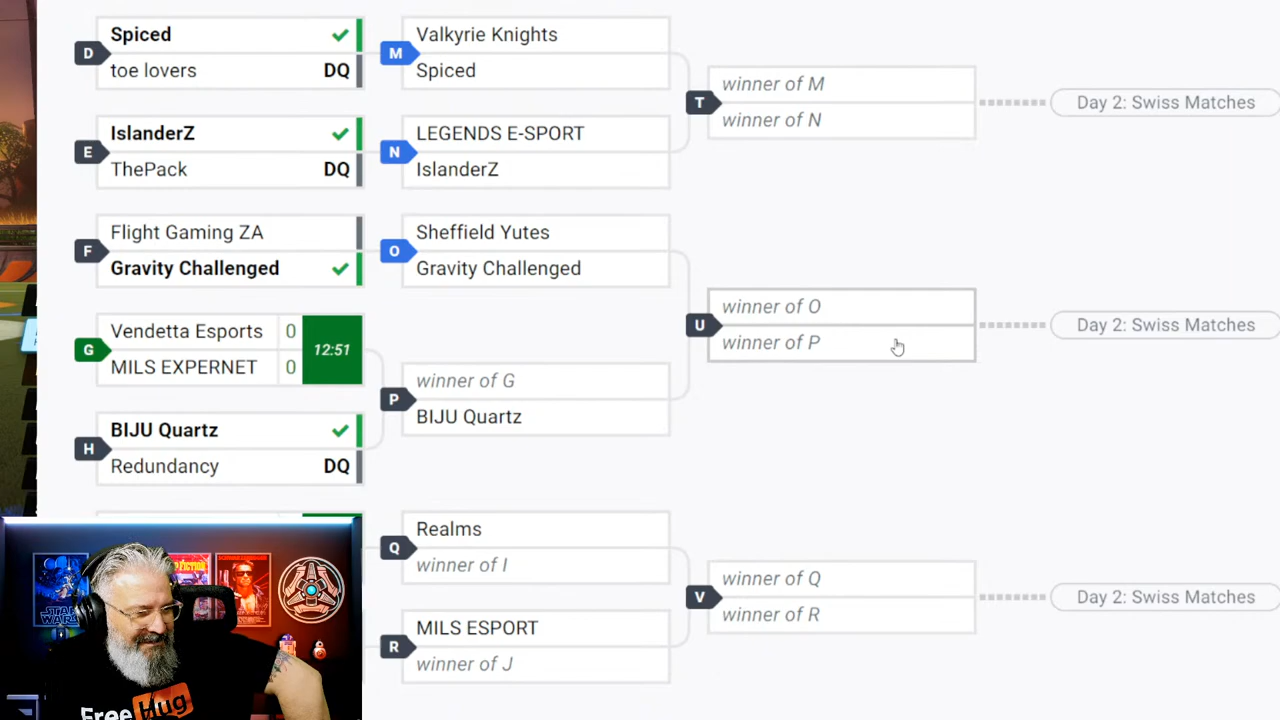 D
Spiced
toe lovers DQ
M
Valkyrie Knights
Spiced
T
winner of M
winner of N
Day 2: Swiss Matches
E
IslanderZ
ThePack DQ
N
LEGENDS E-SPORT
IslanderZ
F
Flight Gaming ZA
Gravity Challenged
O
Sheffield Yutes
Gravity Challenged
U
winner of O
winner of P
Day 2: Swiss Matches
G
Vendetta Esports 0
MILS EXPERNET 0
12:51
P
winner of G
BIJU Quartz
H
BIJU Quartz
Redundancy DQ
Q
Realms
winner of I
V
winner of Q
winner of R
Day 2: Swiss Matches
R
MILS ESPORT
winner of J
STAR
WARS
FICTION
Free Hug